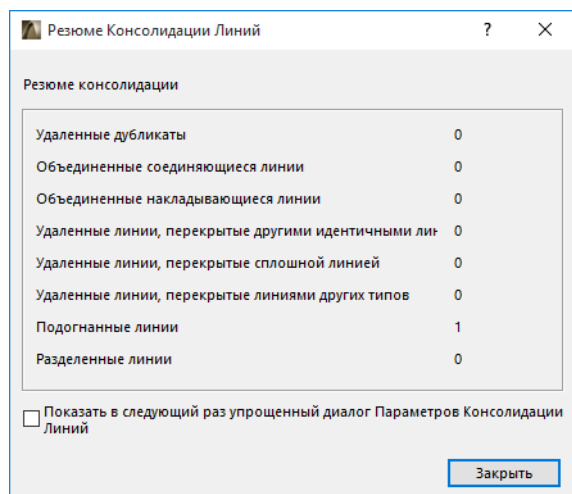 Резюме Консолидации Линий ?
Резюме консолидации
Удаленные дубликаты 0
Объединенные соединяющиеся линии 0
Объединенные накладывающиеся линии 0
Удаленные линии, перекрытые другими идентичными лин 0
Удаленные линии, перекрытые сплошной линией 0
Удаленные линии, перекрытые линиями других типов 0
Подогнанные линии 1
Разделенные линии 0
Показать в следующий раз упрощенный диалог Параметров Консолидации
Линий
Закрыть